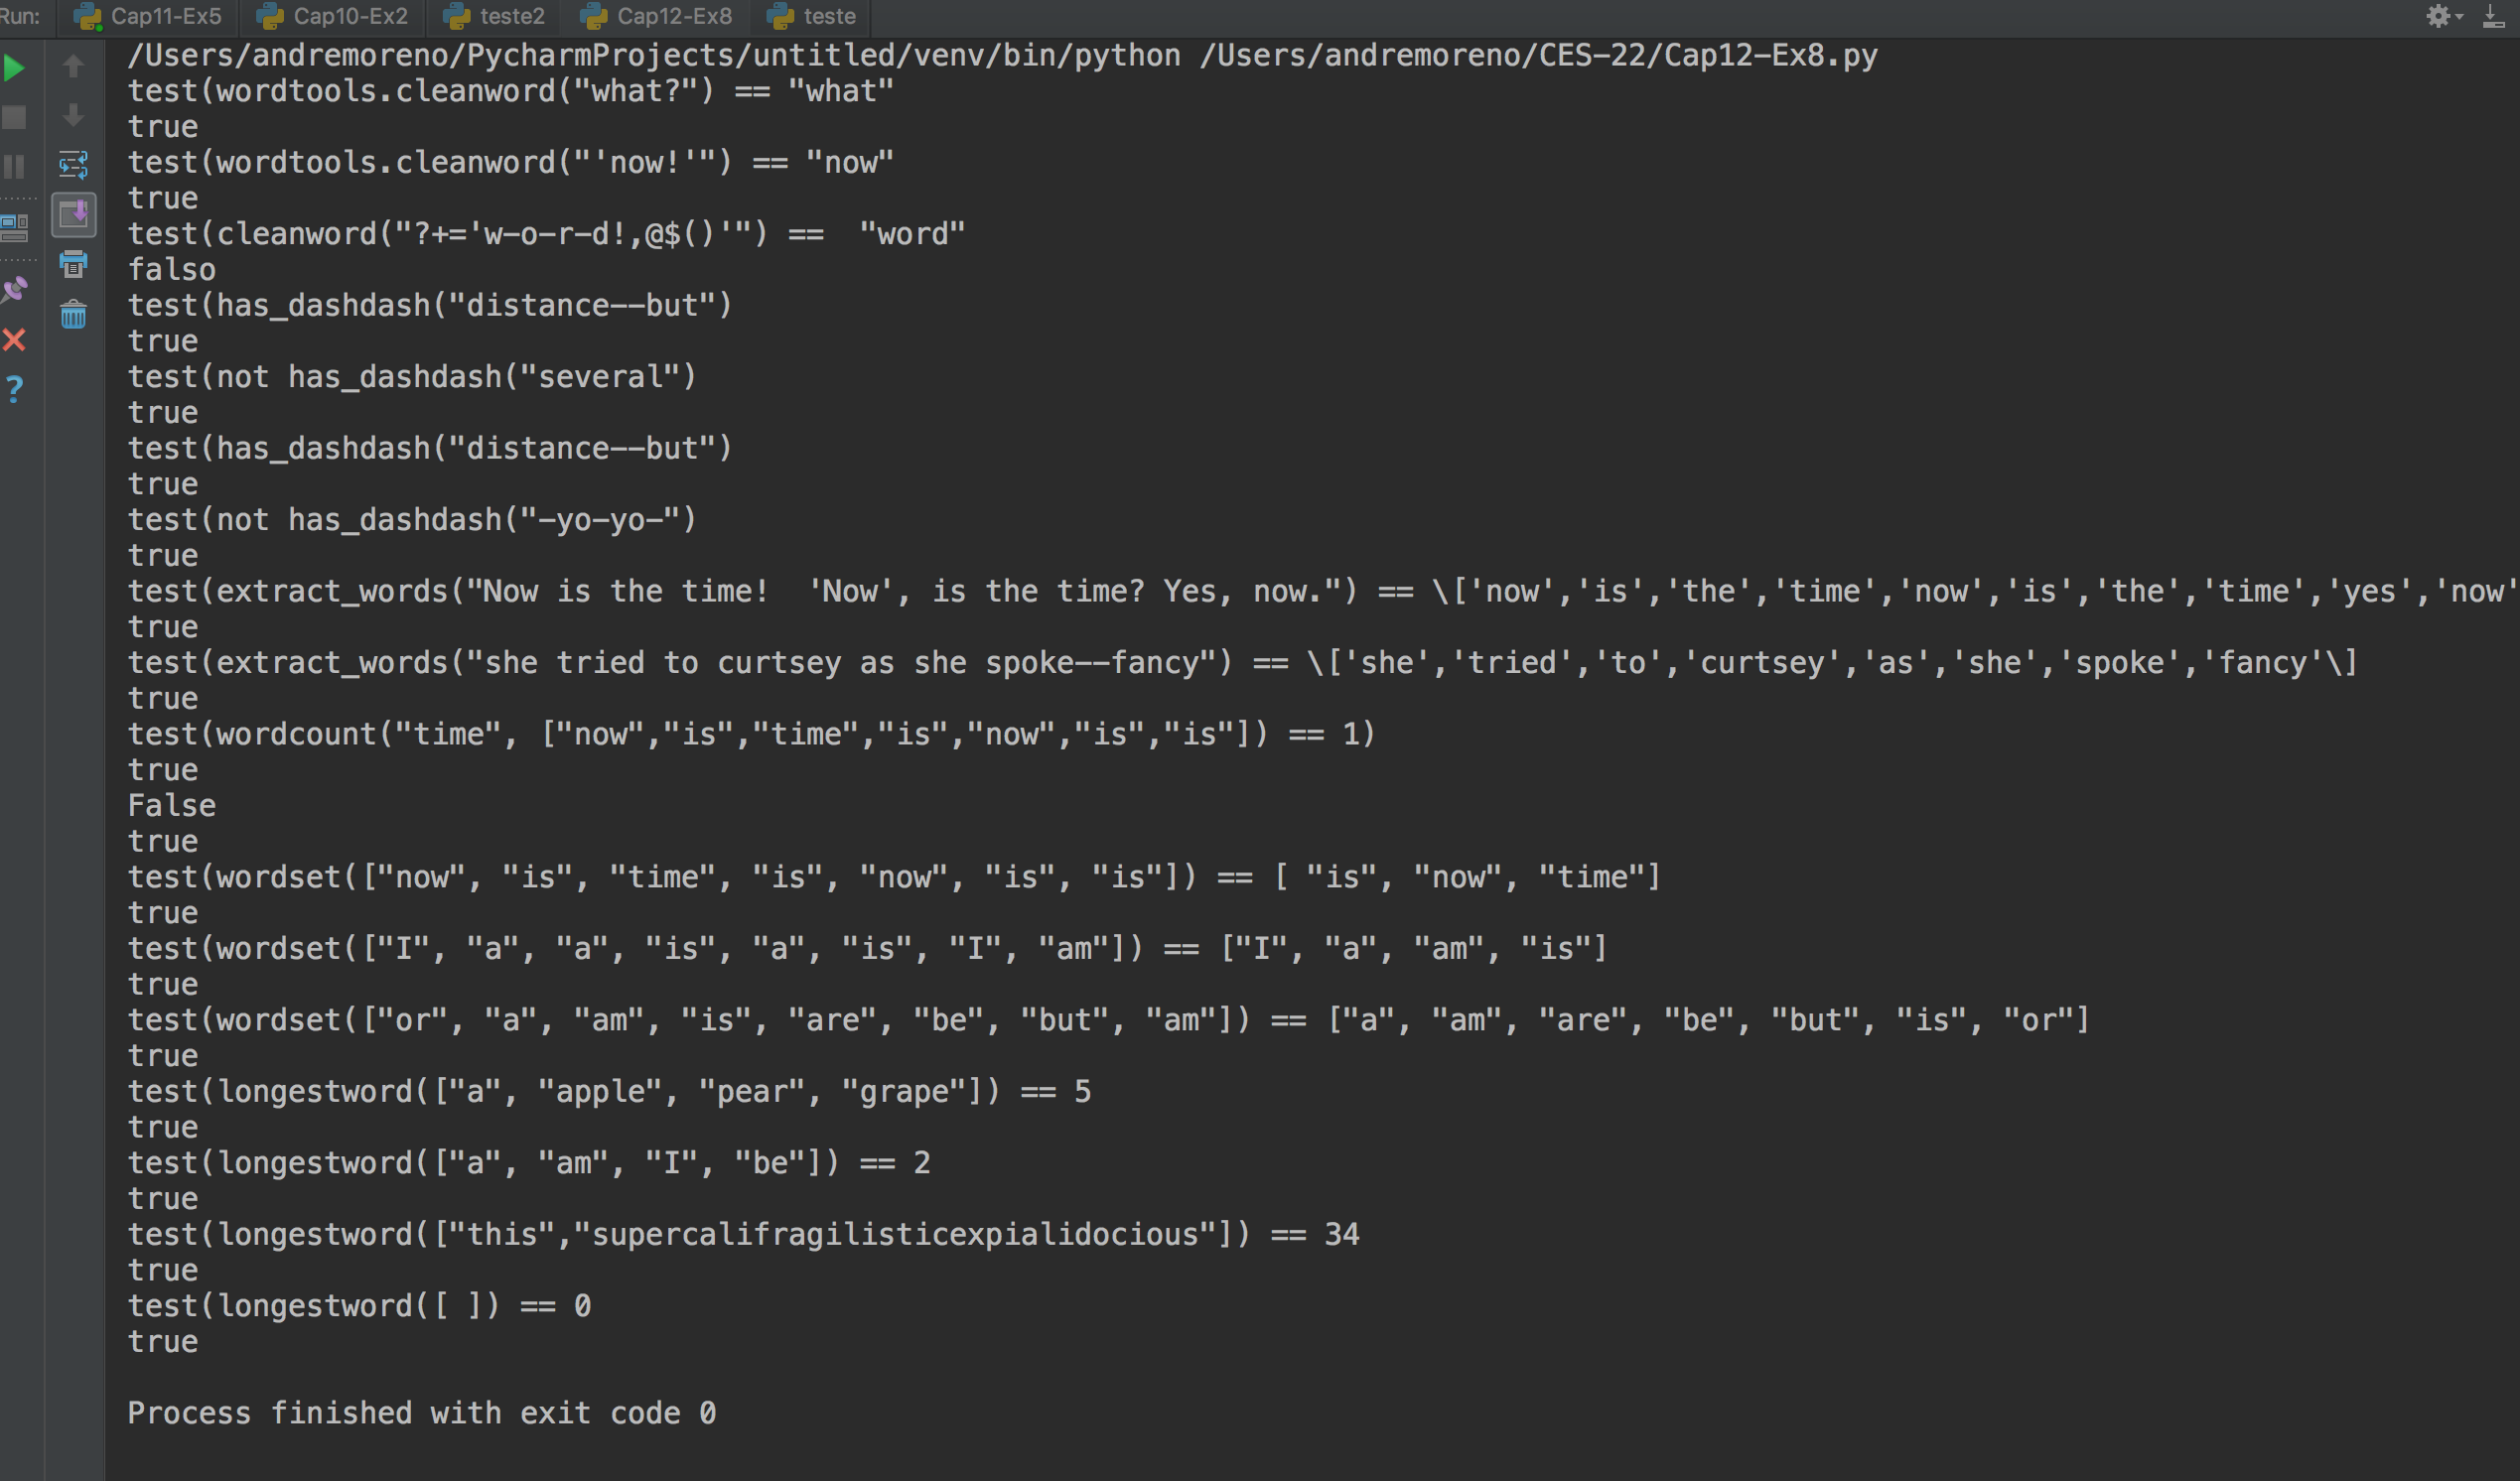 Run: Cap11-Ex5 Cap10-Ex2 teste2 Cap12-Ex8 teste
/Users/andremoreno/PycharmProjects/untitled/venv/bin/python /Users/andremoreno/CES-22/Cap12-Ex8.py
test(wordtools.cleanword("what?") == "what"
true
test(wordtools.cleanword("'now!'") == "now"
true
test(cleanword("?+='w-o-r-d!,@$()'") ==  "word"
falso
test(has_dashdash("distance--but")
true
test(not has_dashdash("several")
true
test(has_dashdash("distance--but")
true
test(not has_dashdash("-yo-yo-")
true
test(extract_words("Now is the time!  'Now', is the time? Yes, now.") == \['now','is','the','time','now','is','the','time','yes','now'
true
test(extract_words("she tried to curtsey as she spoke--fancy") == \['she','tried','to','curtsey','as','she','spoke','fancy'\]
true
test(wordcount("time", ["now","is","time","is","now","is","is"]) == 1)
true
False
true
test(wordset(["now", "is", "time", "is", "now", "is", "is"]) == [ "is", "now", "time"]
true
test(wordset(["I", "a", "a", "is", "a", "is", "I", "am"]) == ["I", "a", "am", "is"]
true
test(wordset(["or", "a", "am", "is", "are", "be", "but", "am"]) == ["a", "am", "are", "be", "but", "is", "or"]
true
test(longestword(["a", "apple", "pear", "grape"]) == 5
true
test(longestword(["a", "am", "I", "be"]) == 2
true
test(longestword(["this","supercalifragilisticexpialidocious"]) == 34
true
test(longestword([ ]) == 0
true
Process finished with exit code 0